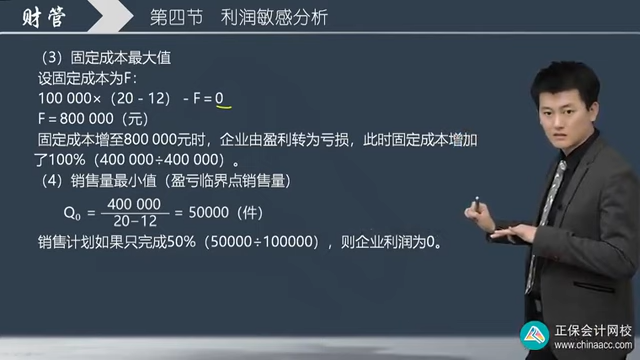 财管
第四节 利润敏感分析
（3）固定成本最大值
设固定成本为F：
100 000×（20 - 12） - F = 0
F = 800 000（元）
固定成本增至800 000元时，企业由盈利转为亏损，此时固定成本增加
了100%（400 000÷400 000）。
（4）销售量最小值（盈亏临界点销售量）
Q₀ = 400 000 / 20−12 = 50000（件）
销售计划如果只完成50%（50000÷100000），则企业利润为0。
正保会计网校
www.chinaacc.com